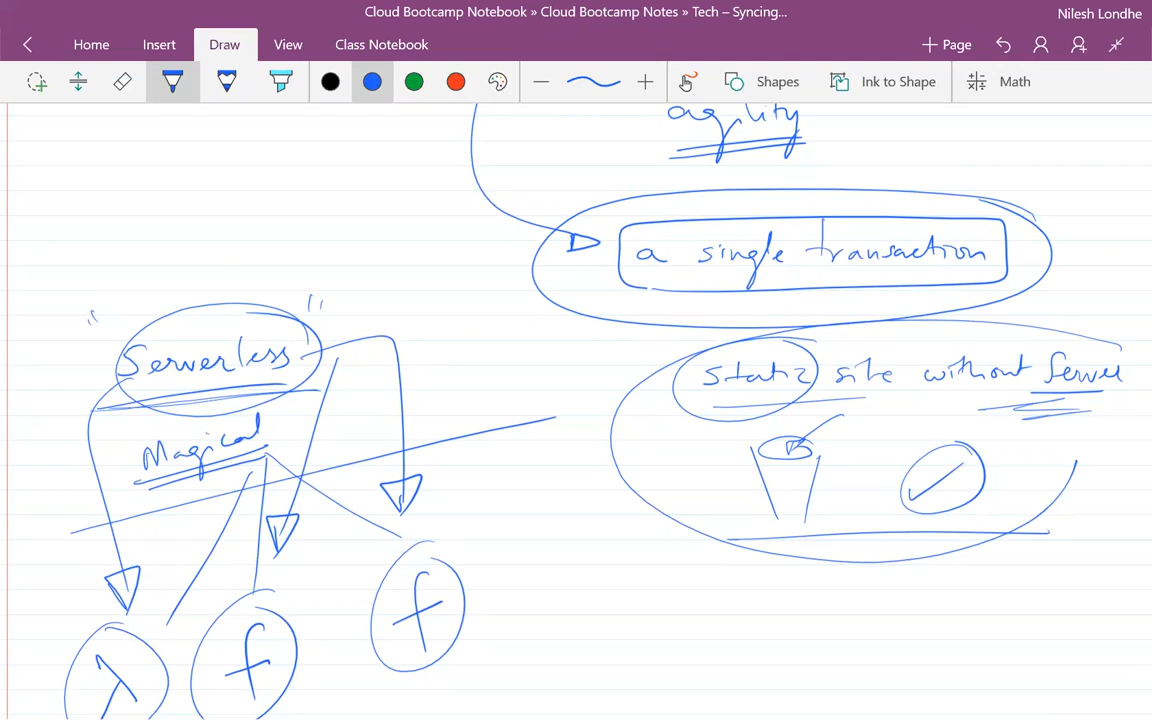 Cloud Bootcamp Notebook » Cloud Bootcamp Notes » Tech – Syncing...
Nilesh Londhe
Home Insert Draw View Class Notebook
Page
Shapes Ink to Shape Math
agility
a single transaction
"Serverless"
Magical
static site without Server
λ f f